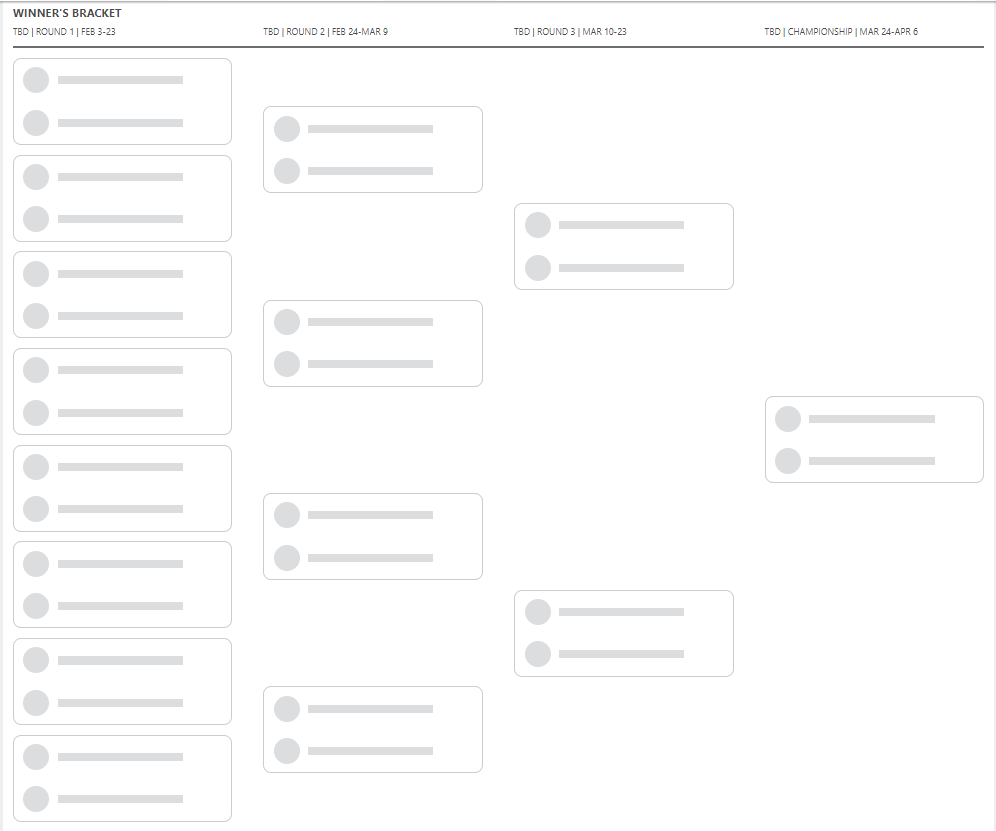 WINNER'S BRACKET
TBD | ROUND 1 | FEB 3-23
TBD | ROUND 2 | FEB 24-MAR 9
TBD | ROUND 3 | MAR 10-23
TBD | CHAMPIONSHIP | MAR 24-APR 6